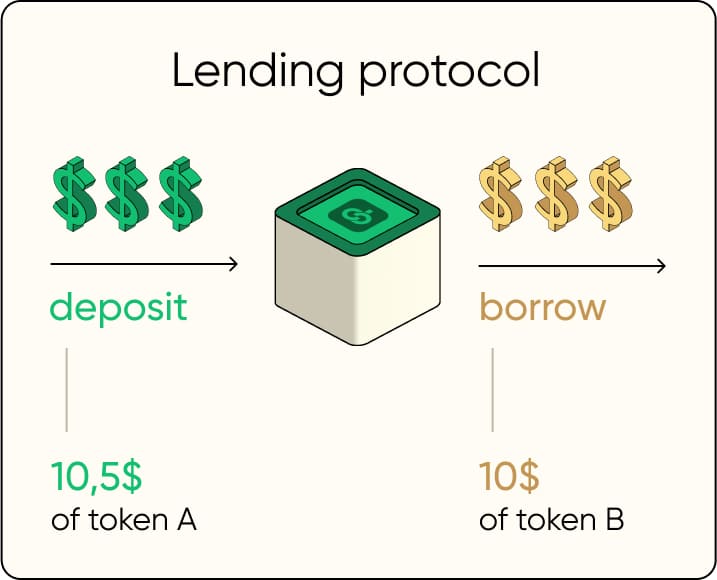 Lending protocol
deposit
borrow
10,5$
of token A
10$
of token B